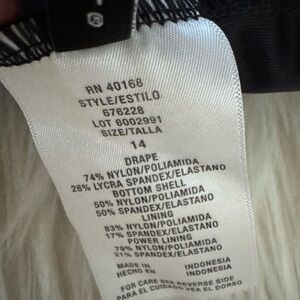 RN 40168
STYLE/ESTILO
676228
LOT 6002991
SIZE/TALLA
14
DRAPE
74% NYLON/POLIAMIDA
26% LYCRA SPANDEX/ELASTANO
BOTTOM SHELL
50% NYLON/POLIAMIDA
50% SPANDEX/ELASTANO
LINING
83% NYLON/POLIAMIDA
17% SPANDEX/ELASTANO
POWER LINING
79% NYLON/POLIAMIDA
21% SPANDEX/ELASTANO
MADE IN INDONESIA
HECHO EN INDONESIA
FOR CARE SEE REVERSE SIDE
PARA EL CUIDADO VEA EL DORSO